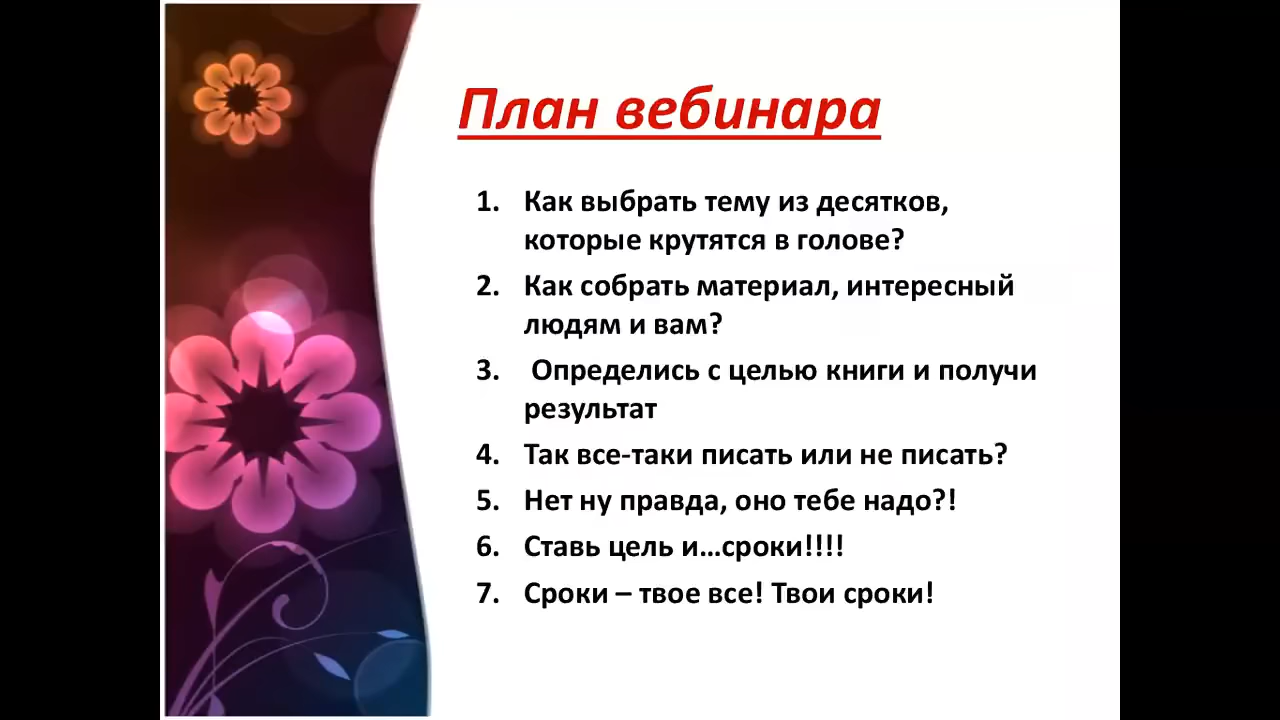 План вебинара
1. Как выбрать тему из десятков,
которые крутятся в голове?
2. Как собрать материал, интересный
людям и вам?
3. Определись с целью книги и получи
результат
4. Так все-таки писать или не писать?
5. Нет ну правда, оно тебе надо?!
6. Ставь цель и...сроки!!!!
7. Сроки – твое все! Твои сроки!